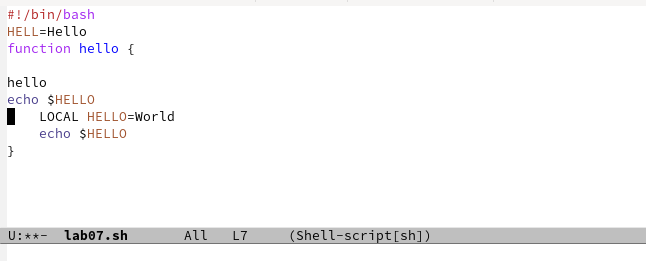 #!/bin/bash
HELL=Hello
function hello {
hello
echo $HELLO
LOCAL HELLO=World
echo $HELLO
}
U:**-  lab07.sh       All   L7     (Shell-script[sh])